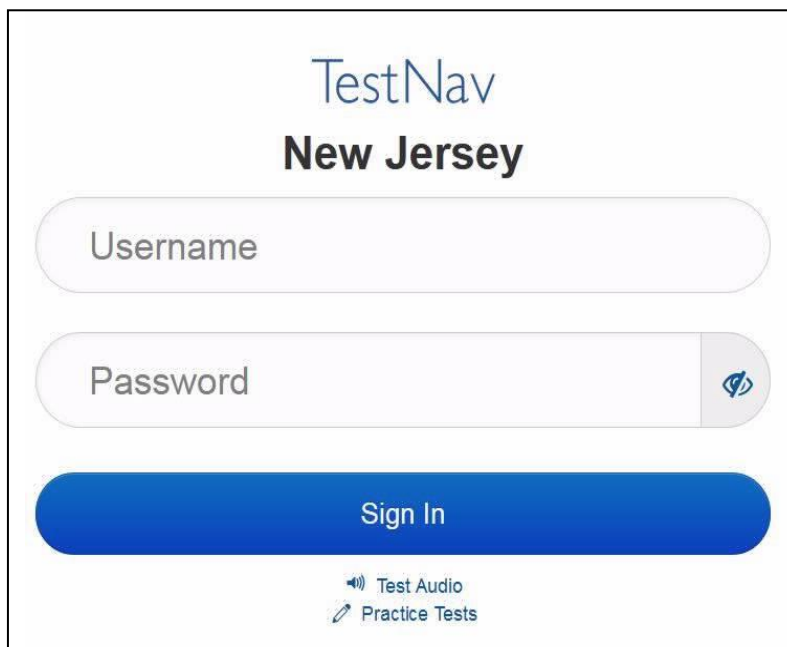 TestNav
New Jersey
Username
Password
Sign In
Test Audio
Practice Tests